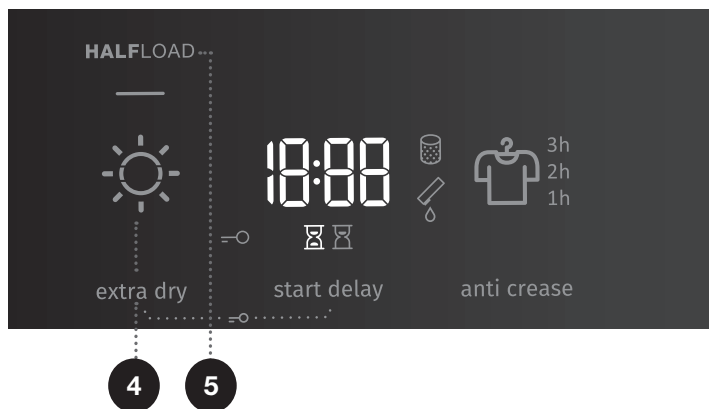 HALFLOAD
18:88
3h
2h
1h
extra dry
start delay
anti crease
4
5